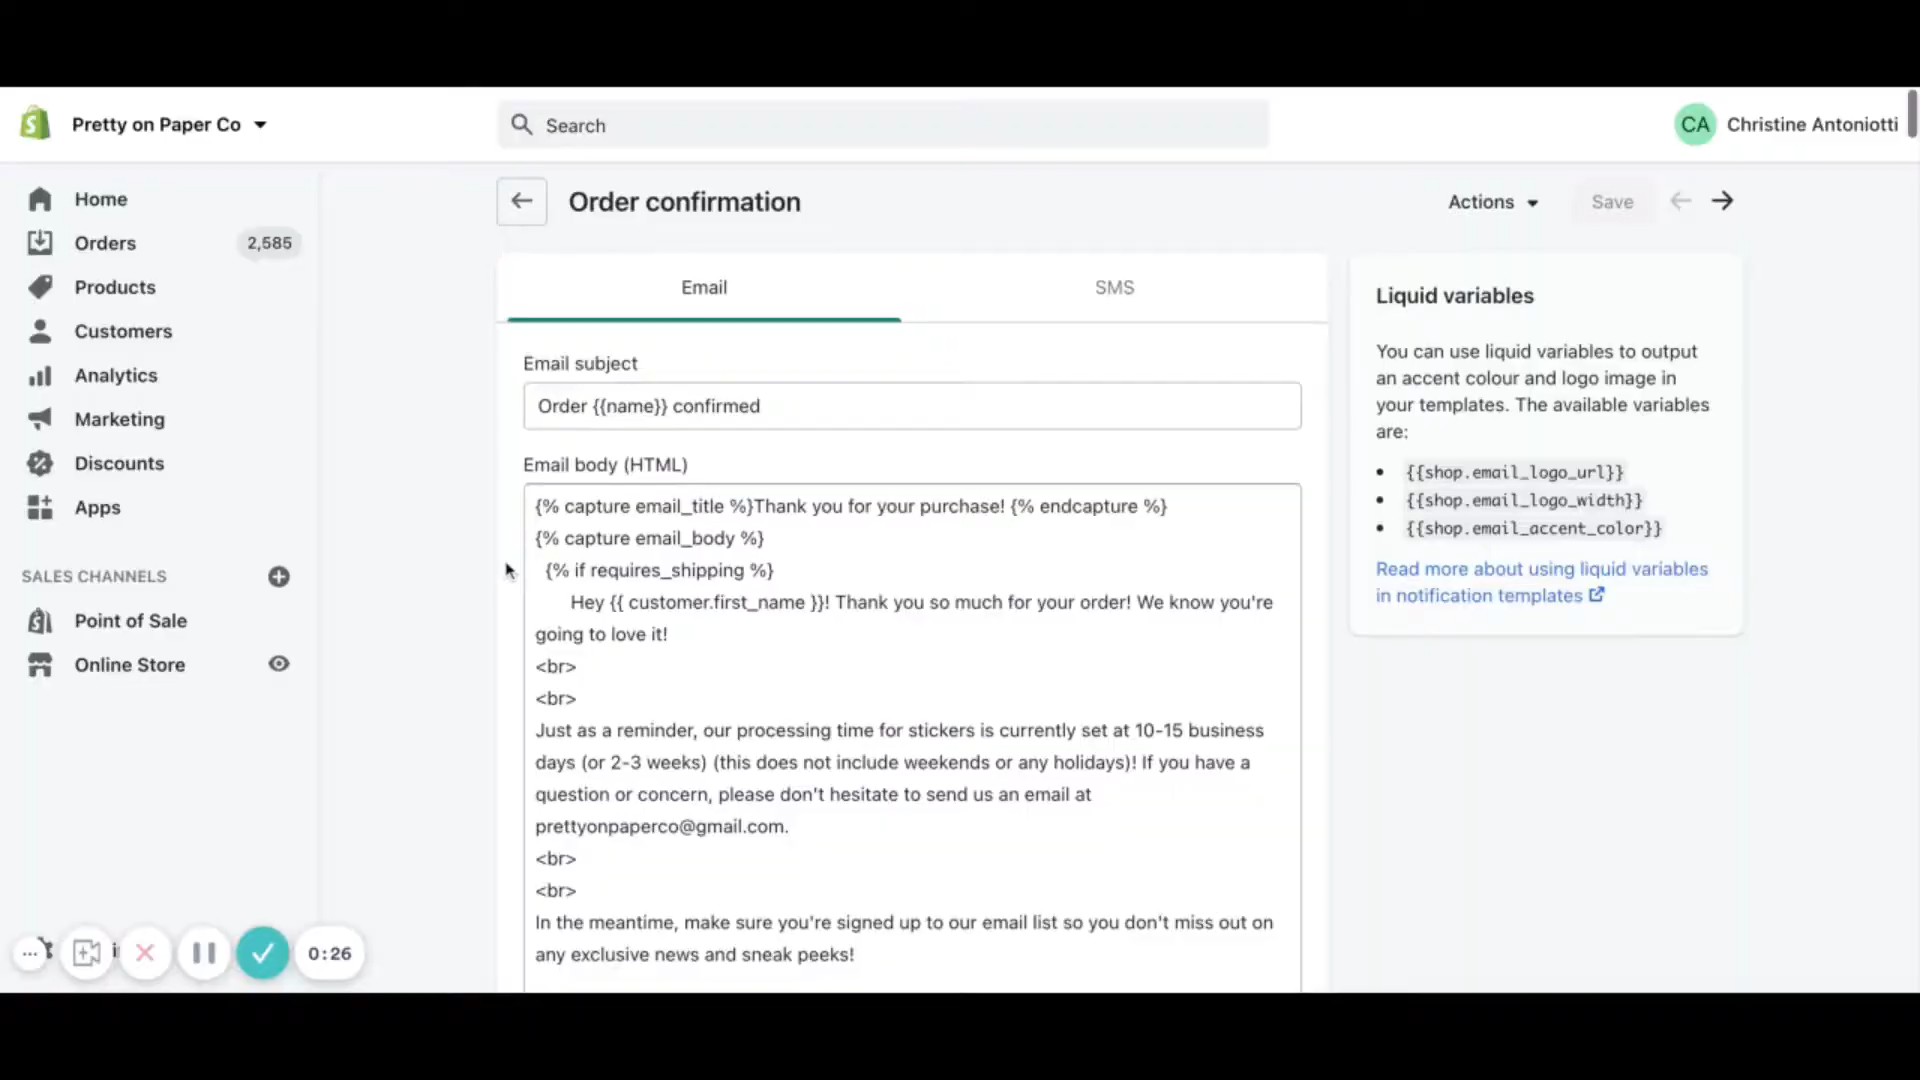 Pretty on Paper Co
Search
CA
Christine Antoniotti
Home
Orders
2,585
Products
Customers
Analytics
Marketing
Discounts
Apps
SALES CHANNELS
Point of Sale
Online Store
0:26
Order confirmation
Actions
Save
Email
SMS
Email subject
Order {{name}} confirmed
Email body (HTML)
{% capture email_title %}Thank you for your purchase! {% endcapture %}
{% capture email_body %}
{% if requires_shipping %}
Hey {{ customer.first_name }}! Thank you so much for your order! We know you're
going to love it!
<br>
<br>
Just as a reminder, our processing time for stickers is currently set at 10-15 business
days (or 2-3 weeks) (this does not include weekends or any holidays)! If you have a
question or concern, please don't hesitate to send us an email at
prettyonpaperco@gmail.com.
<br>
<br>
In the meantime, make sure you're signed up to our email list so you don't miss out on
any exclusive news and sneak peeks!
Liquid variables
You can use liquid variables to output
an accent colour and logo image in
your templates. The available variables
are:
• {{shop.email_logo_url}}
• {{shop.email_logo_width}}
• {{shop.email_accent_color}}
Read more about using liquid variables
in notification templates